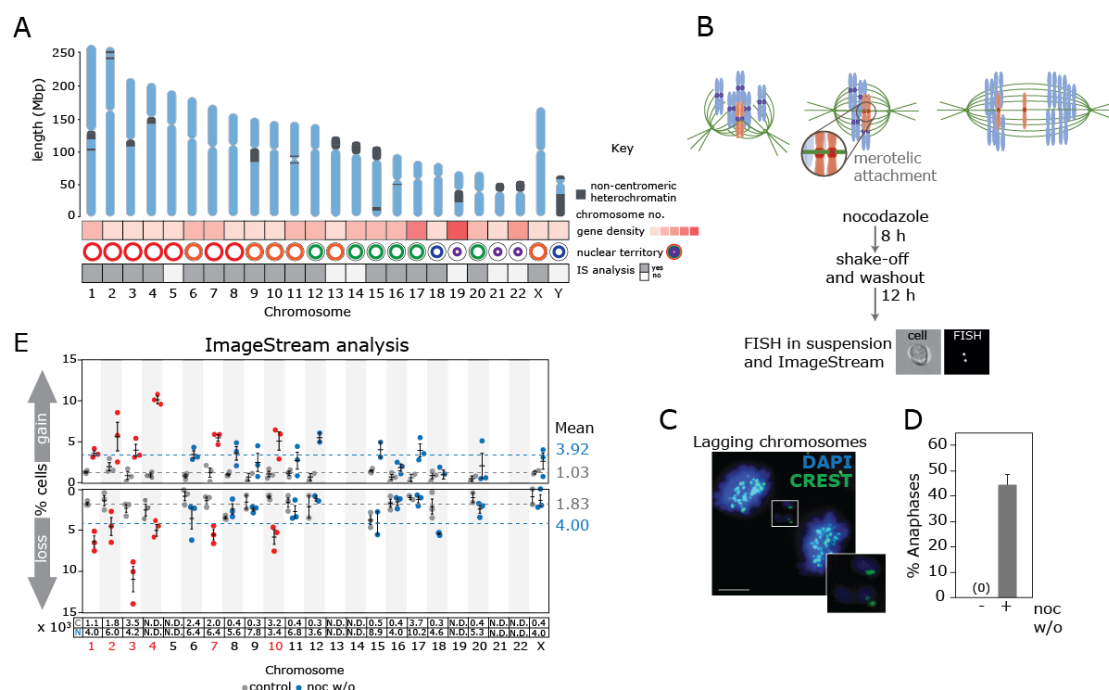 A
length (Mbp)
250
200
150
100
50
0
Key
non-centromeric
heterochromatin
chromosome no.
gene density
nuclear territory
IS analysis yes
no
1 2 3 4 5 6 7 8 9 10 11 12 13 14 15 16 17 18 19 20 21 22 X Y
Chromosome
B
merotelic
attachment
nocodazole
8 h
shake-off
and washout
12 h
FISH in suspension
and ImageStream
cell
FISH
E
ImageStream analysis
% cells
gain
loss
15
10
5
0
0
5
10
15
Mean
3.92
1.03
1.83
4.00
x 10³
C 1.1 1.8 3.5 N.D. N.D. 2.4 2.0 0.4 0.3 3.2 0.4 0.3 N.D. N.D. 0.4 0.3 3.7 0.3 N.D. 0.4 N.D. N.D. 0.4
N 4.0 6.0 4.2 N.D. N.D. 6.4 6.4 5.6 7.8 3.4 6.8 3.6 N.D. N.D. 8.9 4.0 10.2 4.6 N.D. 5.3 N.D. N.D. 4.0
1 2 3 4 5 6 7 8 9 10 11 12 13 14 15 16 17 18 19 20 21 22 X
Chromosome
control noc w/o
C
Lagging chromosomes
DAPI
CREST
D
% Anaphases
60
50
40
30
20
10
0
(0)
- + noc
w/o